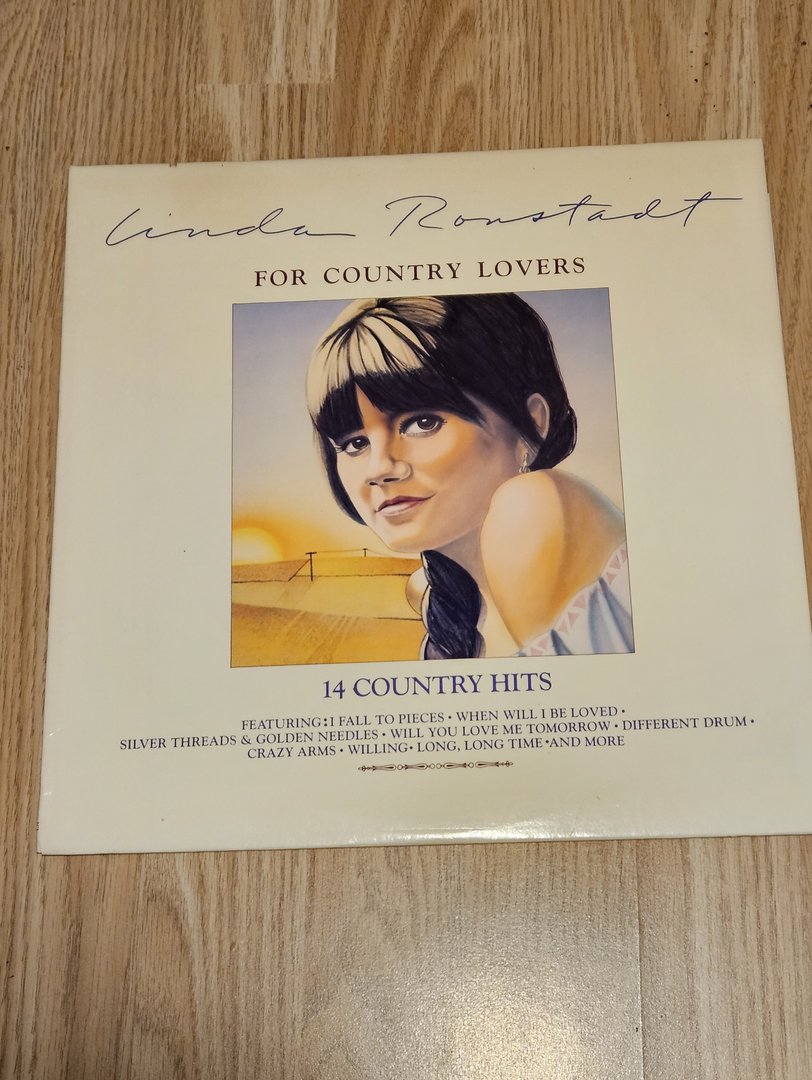 Linda Ronstadt
FOR COUNTRY LOVERS
14 COUNTRY HITS
FEATURING:I FALL TO PIECES • WHEN WILL I BE LOVED •
SILVER THREADS & GOLDEN NEEDLES • WILL YOU LOVE ME TOMORROW • DIFFERENT DRUM •
CRAZY ARMS • WILLING• LONG, LONG TIME •AND MORE